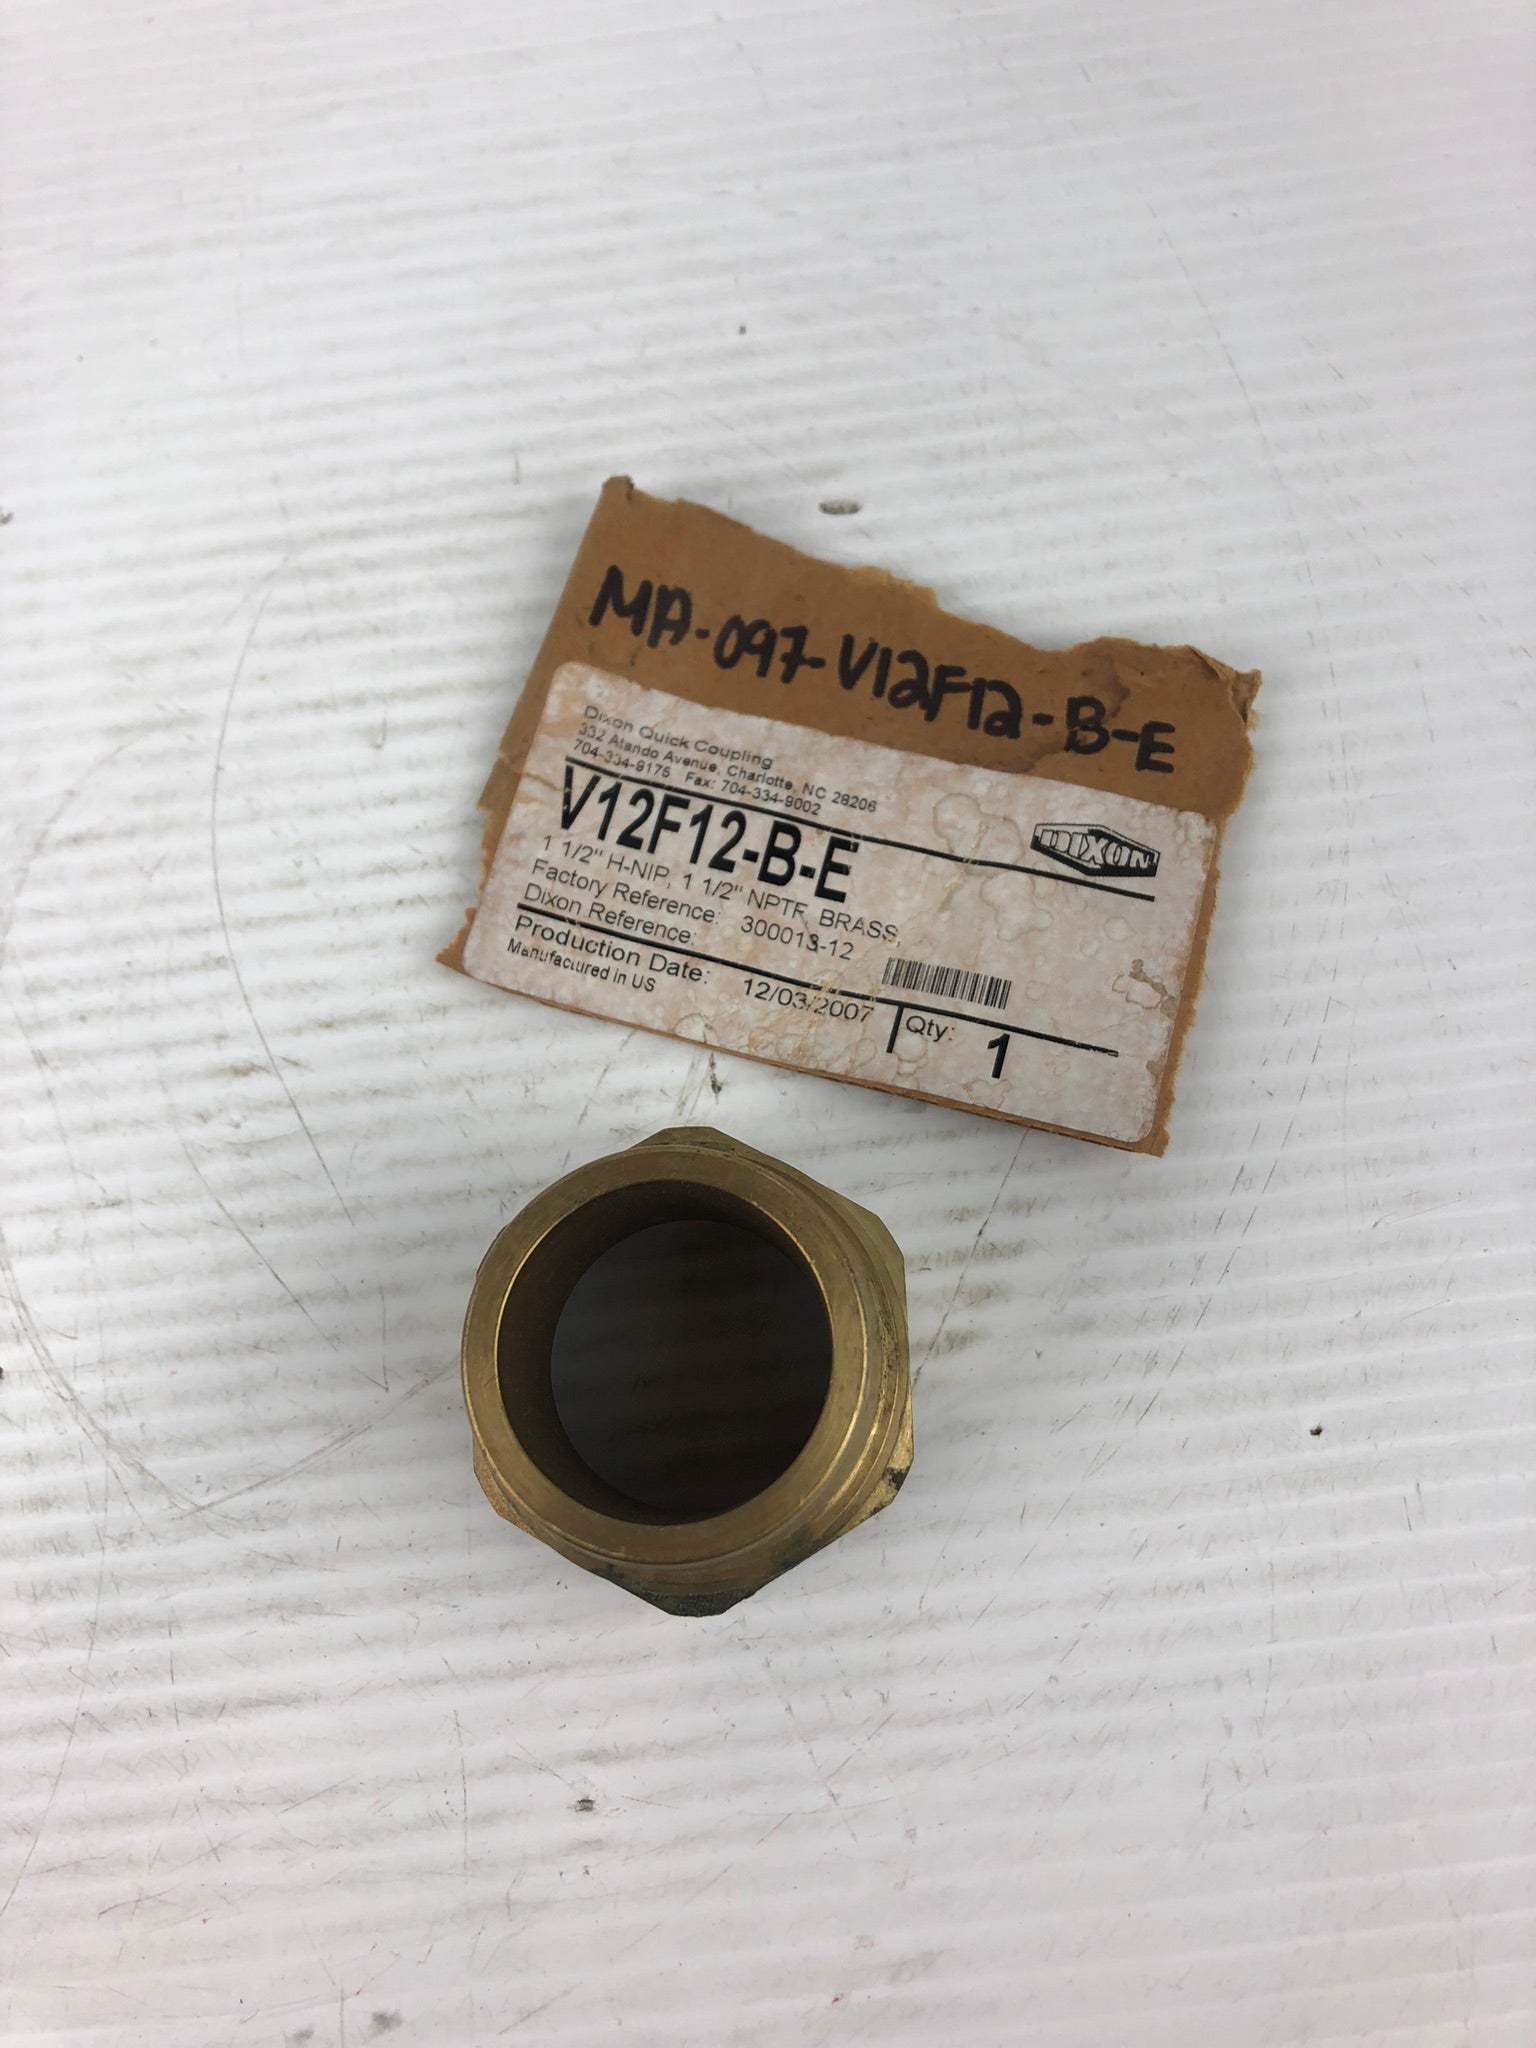 MA-097-V12F12-B-E
Dixon Quick Coupling
332 Atando Avenue, Charlotte, NC 28206
704-334-9175 Fax: 704-334-9002
DIXON
V12F12-B-E
1 1/2" H-NIP, 1 1/2" NPTF, BRASS,
Factory Reference: 300013-12
Dixon Reference:
Production Date: 12/03/2007
Manufactured in US
Qty: 1